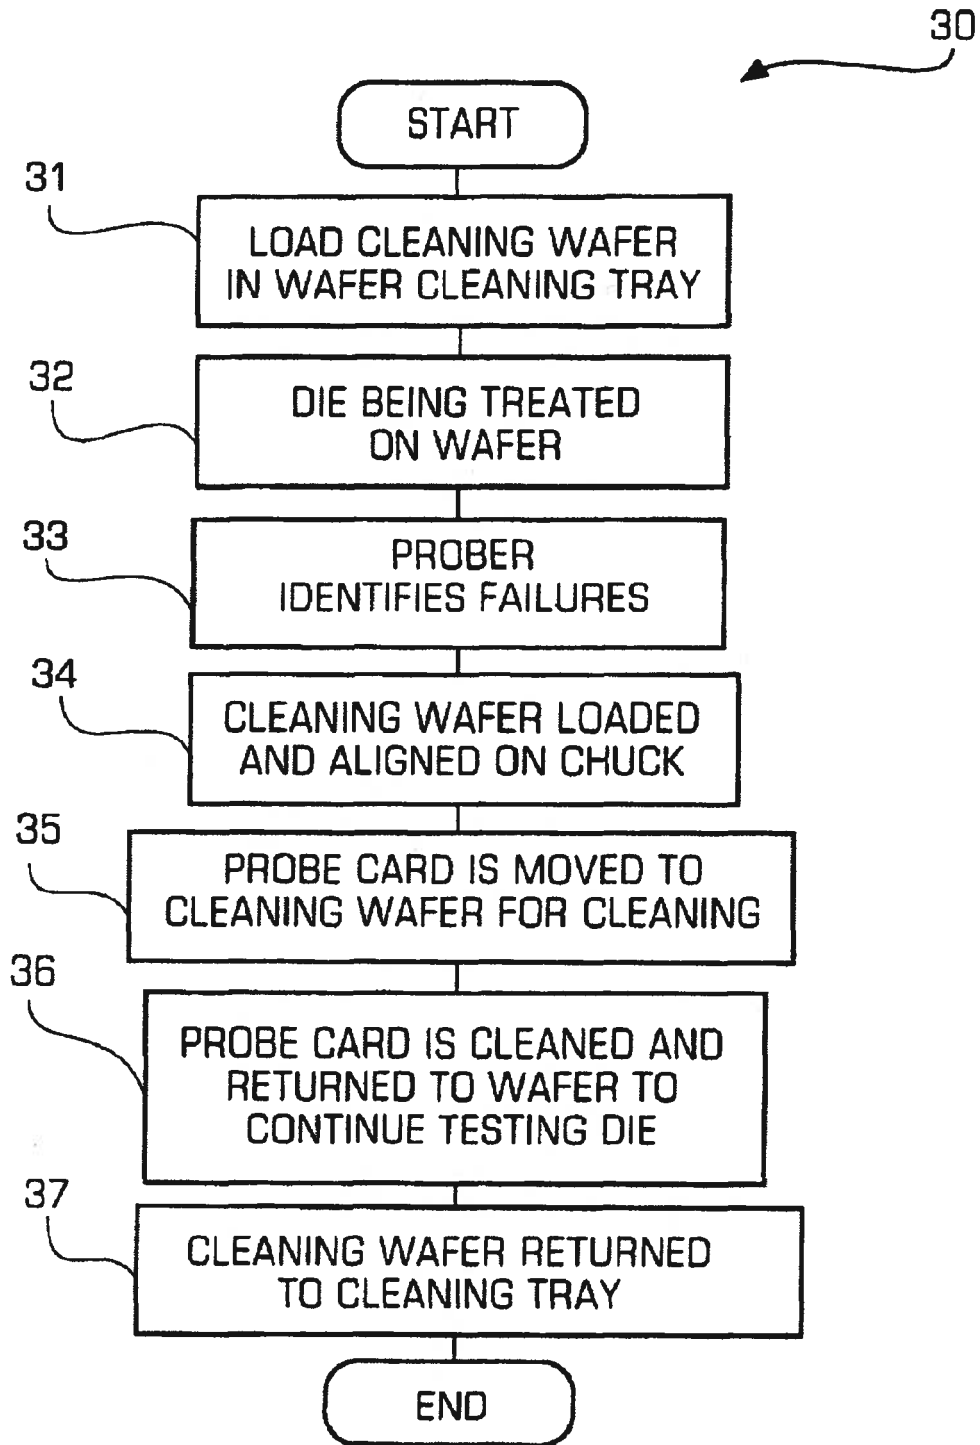 30
START
31
LOAD CLEANING WAFER
IN WAFER CLEANING TRAY
32
DIE BEING TREATED
ON WAFER
33
PROBER
IDENTIFIES FAILURES
34
CLEANING WAFER LOADED
AND ALIGNED ON CHUCK
35
PROBE CARD IS MOVED TO
CLEANING WAFER FOR CLEANING
36
PROBE CARD IS CLEANED AND
RETURNED TO WAFER TO
CONTINUE TESTING DIE
37
CLEANING WAFER RETURNED
TO CLEANING TRAY
END